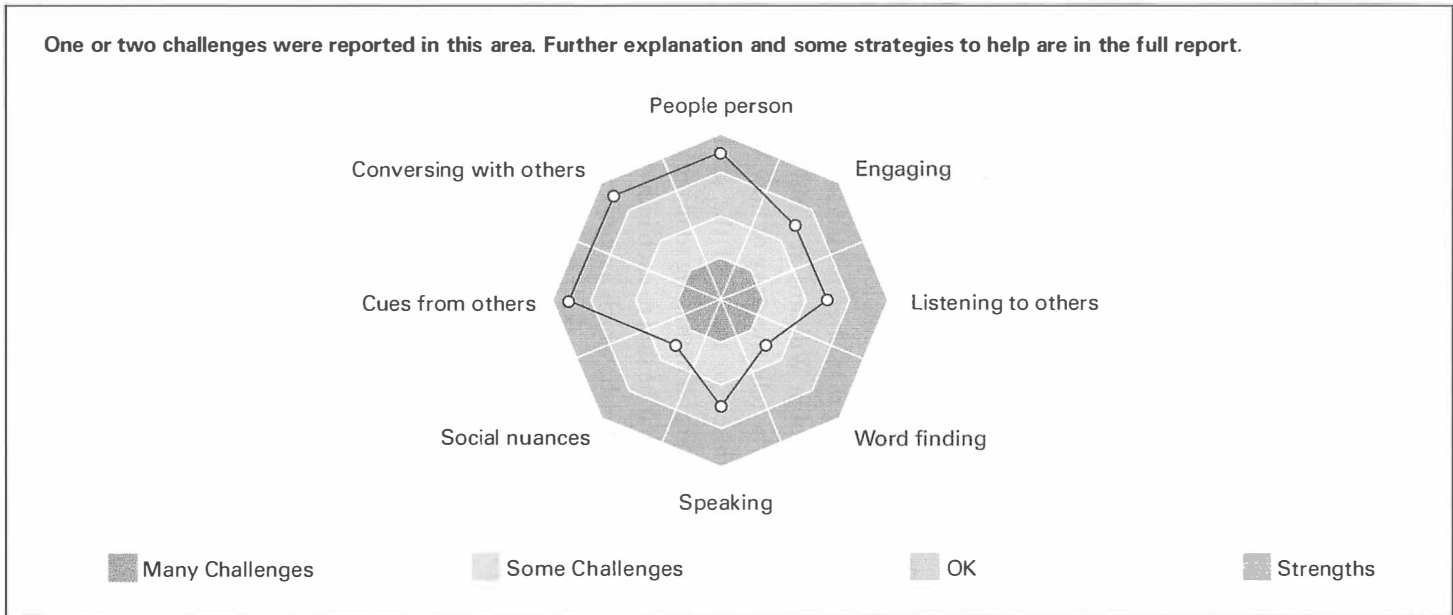 One or two challenges were reported in this area. Further explanation and some strategies to help are in the full report.
People person
Conversing with others
Engaging
Cues from others
Listening to others
Social nuances
Word finding
Speaking
Many Challenges
Some Challenges
OK
Strengths